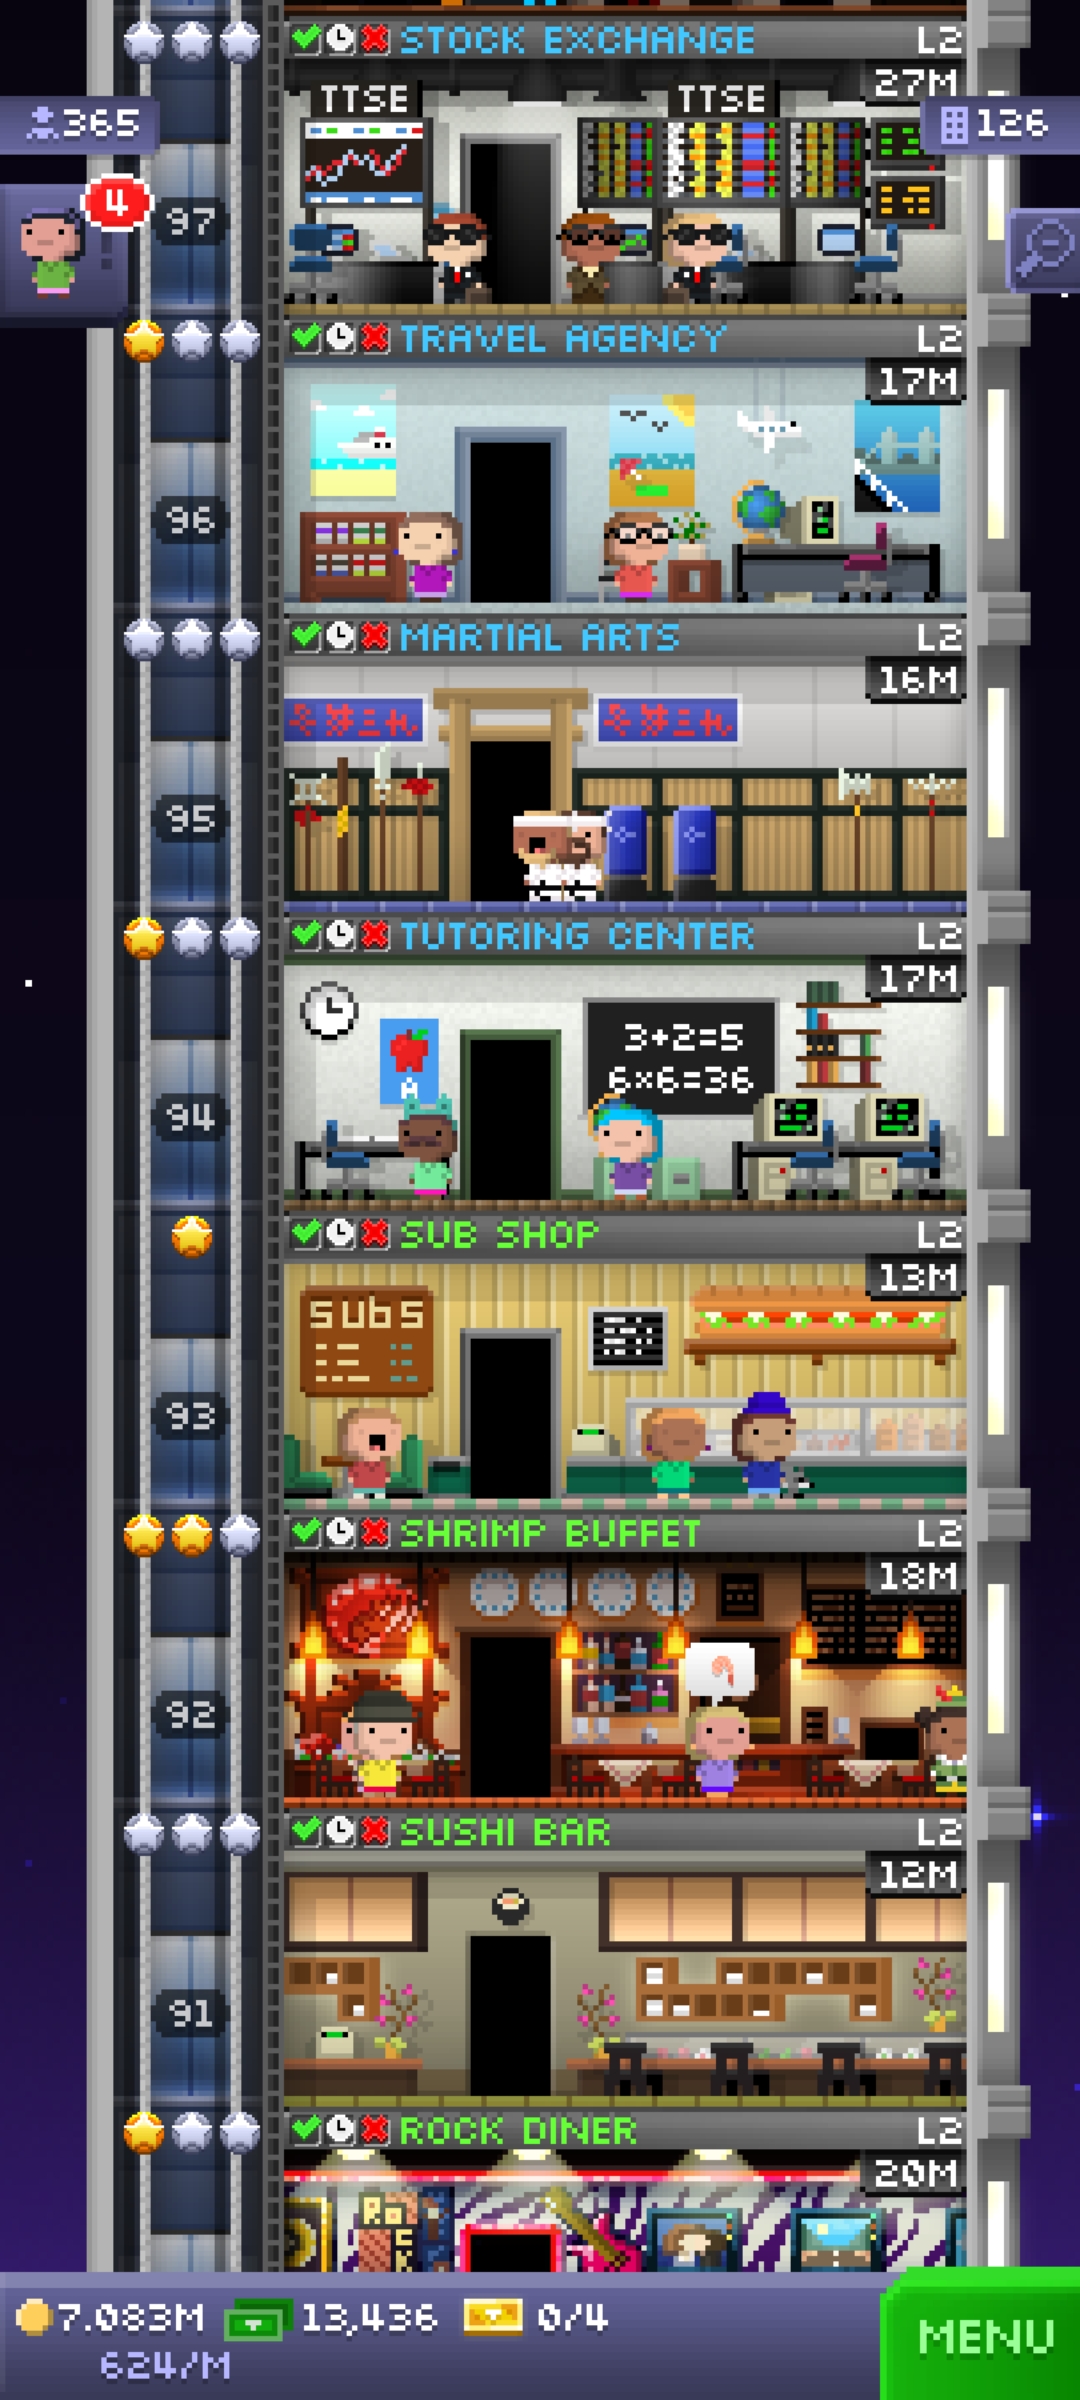 STOCK EXCHANGE L2
27M
TTSE TTSE
365
126
4
97
TRAVEL AGENCY L2
17M
96
MARTIAL ARTS L2
16M
95
TUTORING CENTER L2
17M
3+2=5
6×6=36
A
94
SUB SHOP L2
13M
SUBS
93
SHRIMP BUFFET L2
18M
92
SUSHI BAR L2
12M
91
ROCK DINER L2
20M
ROCK
7.083M 13,436 0/4
624/M
MENU